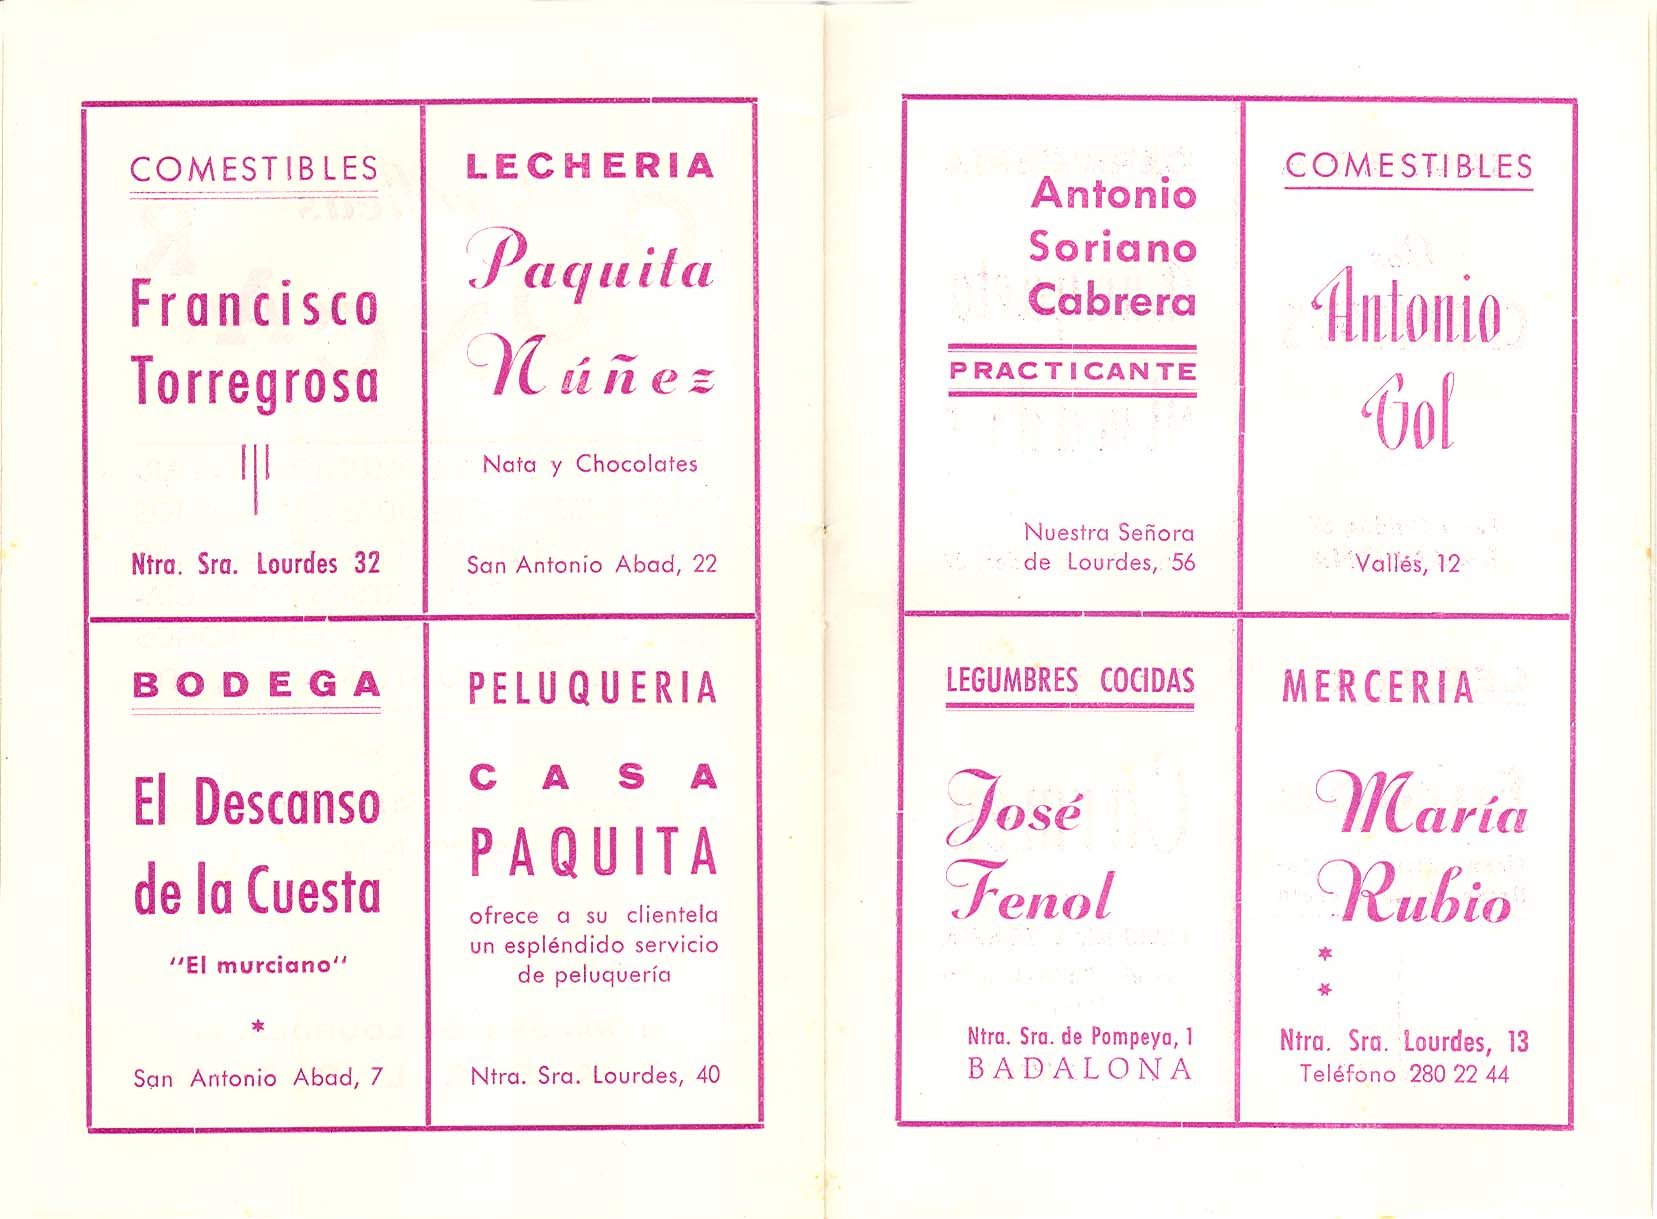 COMESTIBLES
Francisco
Torregrosa
Ntra. Sra. Lourdes 32
LECHERIA
Paquita
Núñez
Nata y Chocolates
San Antonio Abad, 22
BODEGA
El Descanso
de la Cuesta
"El murciano"
*
San Antonio Abad, 7
PELUQUERIA
CASA
PAQUITA
ofrece a su clientela
un espléndido servicio
de peluquería
Ntra. Sra. Lourdes, 40
Antonio
Soriano
Cabrera
PRACTICANTE
Nuestra Señora
de Lourdes, 56
COMESTIBLES
Antonio
Gol
Vallés, 12
LEGUMBRES COCIDAS
José
Fenol
Ntra. Sra. de Pompeya, 1
BADALONA
MERCERIA
María
Rubio
*
*
Ntra. Sra. Lourdes, 13
Teléfono 280 22 44